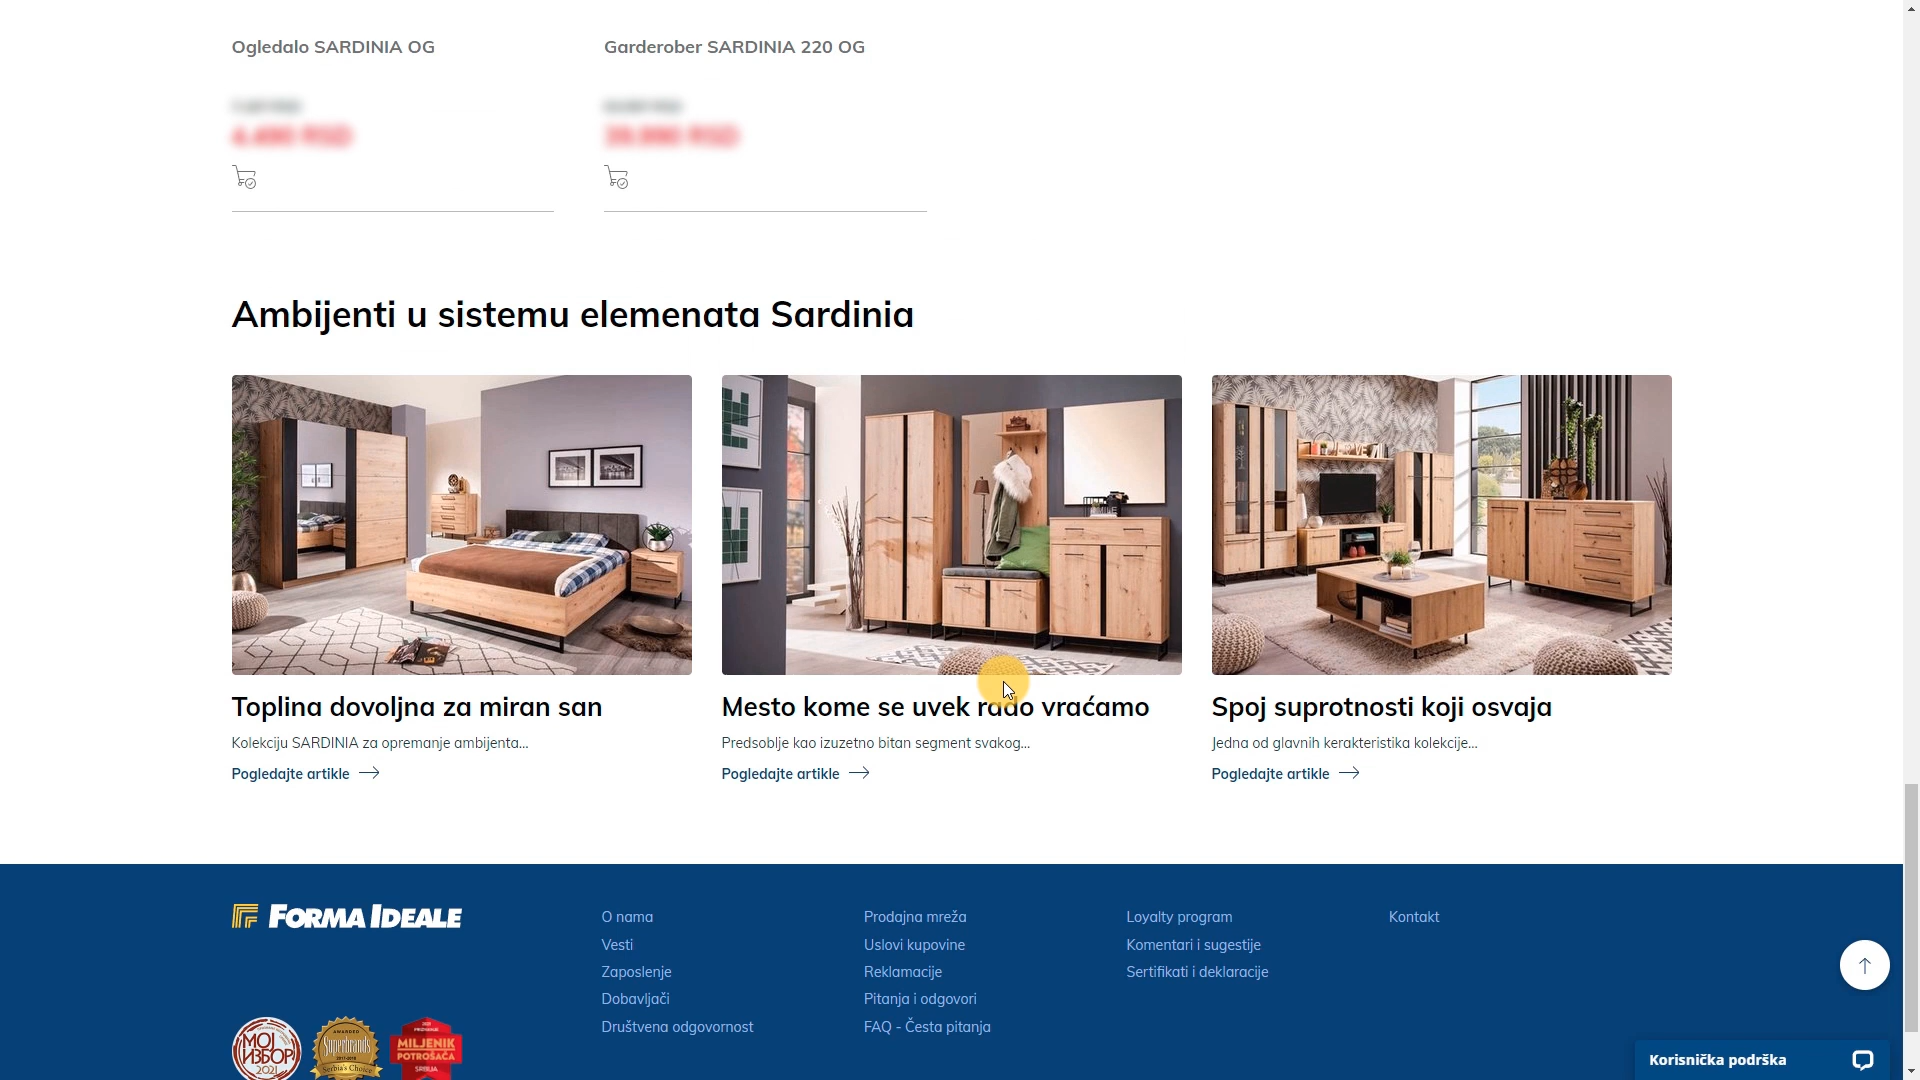 Ogledalo SARDINIA OG
Garderober SARDINIA 220 OG
Ambijenti u sistemu elemenata Sardinia
Toplina dovoljna za miran san
Kolekciju SARDINIA za opremanje ambijenta...
Pogledajte artikle
Mesto kome se uvek rado vraćamo
Predsoblje kao izuzetno bitan segment svakog...
Pogledajte artikle
Spoj suprotnosti koji osvaja
Jedna od glavnih kerakteristika kolekcije...
Pogledajte artikle
FORMA IDEALE
O nama
Vesti
Zaposlenje
Dobavljači
Društvena odgovornost
Prodajna mreža
Uslovi kupovine
Reklamacije
Pitanja i odgovori
FAQ - Česta pitanja
Loyalty program
Komentari i sugestije
Sertifikati i deklaracije
Kontakt
МОЈ
ИЗБОР
2021
AWARDED
Superbrands
Serbia's Choice
MILJENIK
POTROŠAČA
SRBIJA
Korisnička podrška